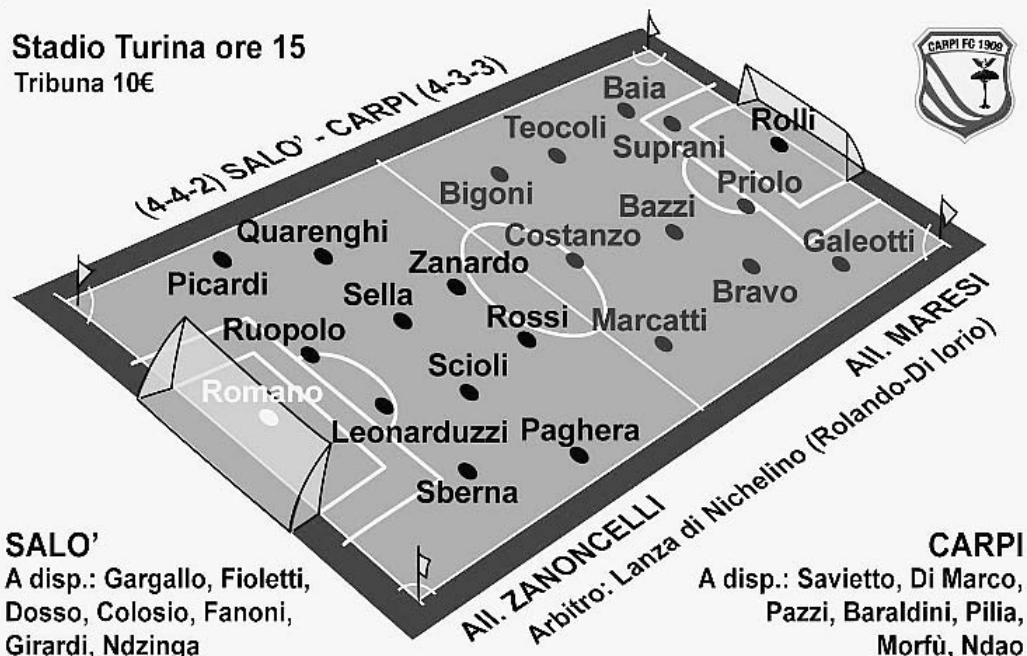 Stadio Turina ore 15
Tribuna 10€
(4-4-2) SALO' - CARPI (4-3-3)
CARPI FC 1909
Baia
Rolli
Teocoli
Suprani
Priolo
Bigoni
Bazzi
Galeotti
Costanzo
Bravo
Marcatti
Quarenghi
Picardi
Zanardo
Sella
Rossi
Ruopolo
Scioli
Romano
Leonarduzzi
Paghera
Sberna
All. MARESI
All. ZANONCELLI
Arbitro: Lanza di Nichelino (Rolando-Di Iorio)
SALO'
A disp.: Gargallo, Fioletti,
Dosso, Colosio, Fanoni,
Girardi, Ndzinga
CARPI
A disp.: Savietto, Di Marco,
Pazzi, Baraldini, Pilia,
Morfù, Ndao